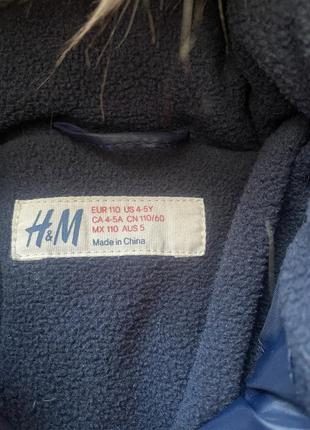 H&M
EUR 110 US 4-5Y
CA 4-5A CN 110/60
MX 110 AUS 5
Made in China